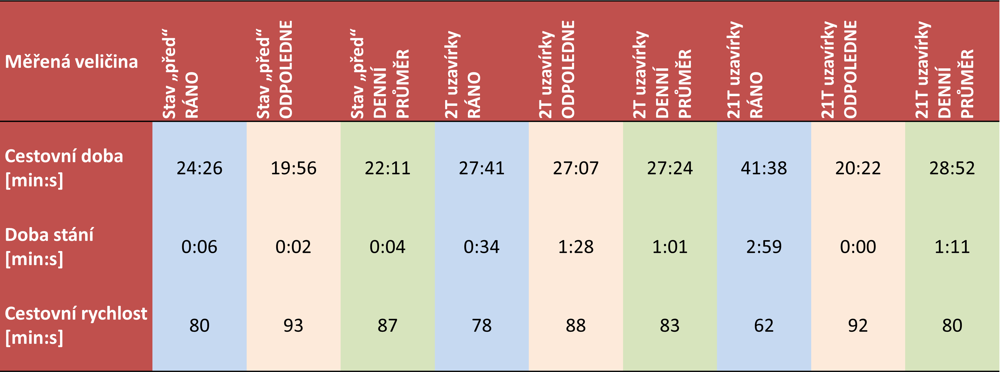 Měřená veličina
Stav „před“
RÁNO
Stav „před“
ODPOLEDNE
Stav „před“
DENNÍ
PRŮMĚR
2T uzavírky
RÁNO
2T uzavírky
ODPOLEDNE
2T uzavírky
DENNÍ
PRŮMĚR
21T uzavírky
RÁNO
21T uzavírky
ODPOLEDNE
21T uzavírky
DENNÍ
PRŮMĚR
Cestovní doba
[min:s]
24:26 19:56 22:11 27:41 27:07 27:24 41:38 20:22 28:52
Doba stání
[min:s]
0:06 0:02 0:04 0:34 1:28 1:01 2:59 0:00 1:11
Cestovní rychlost
[min:s]
80 93 87 78 88 83 62 92 80